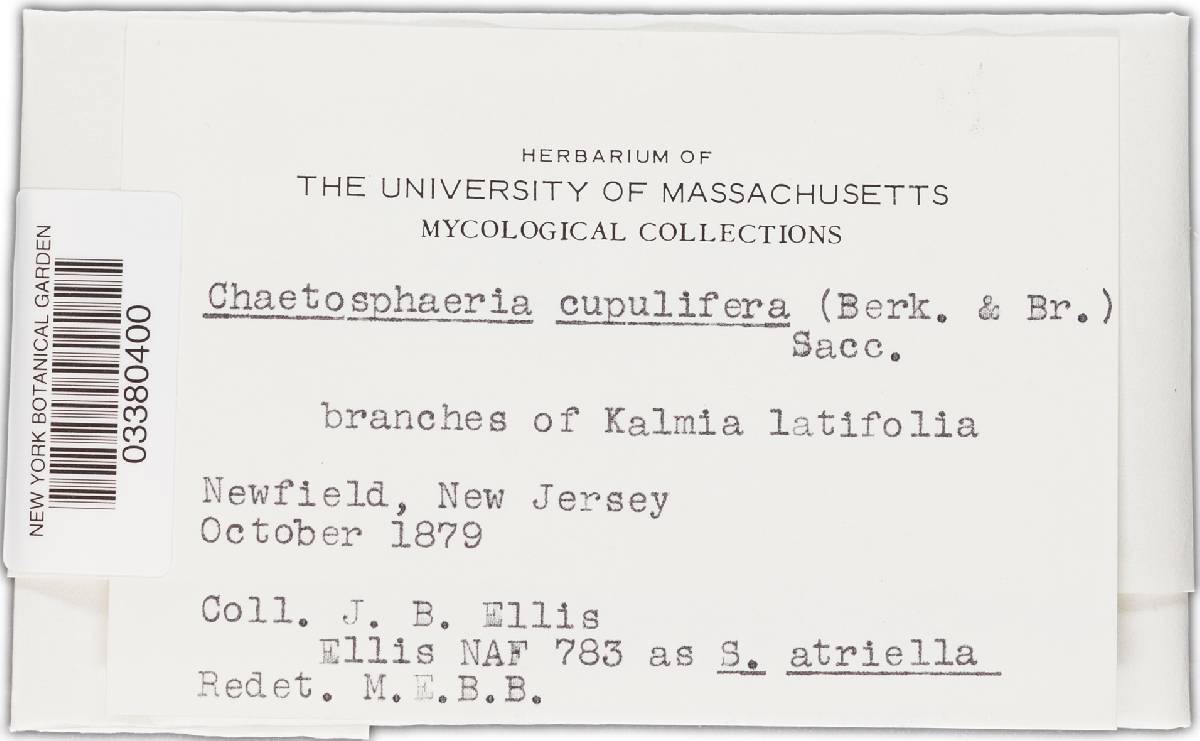 HERBARIUM OF
THE UNIVERSITY OF MASSACHUSETTS
MYCOLOGICAL COLLECTIONS
Chaetosphaeria cupulifera (Berk. & Br.)
Sacc.
branches of Kalmia latifolia
Newfield, New Jersey
October 1879
Coll. J. B. Ellis
Ellis NAF 783 as S. atriella
Redet. M.E.B.B.
NEW YORK BOTANICAL GARDEN
03380400